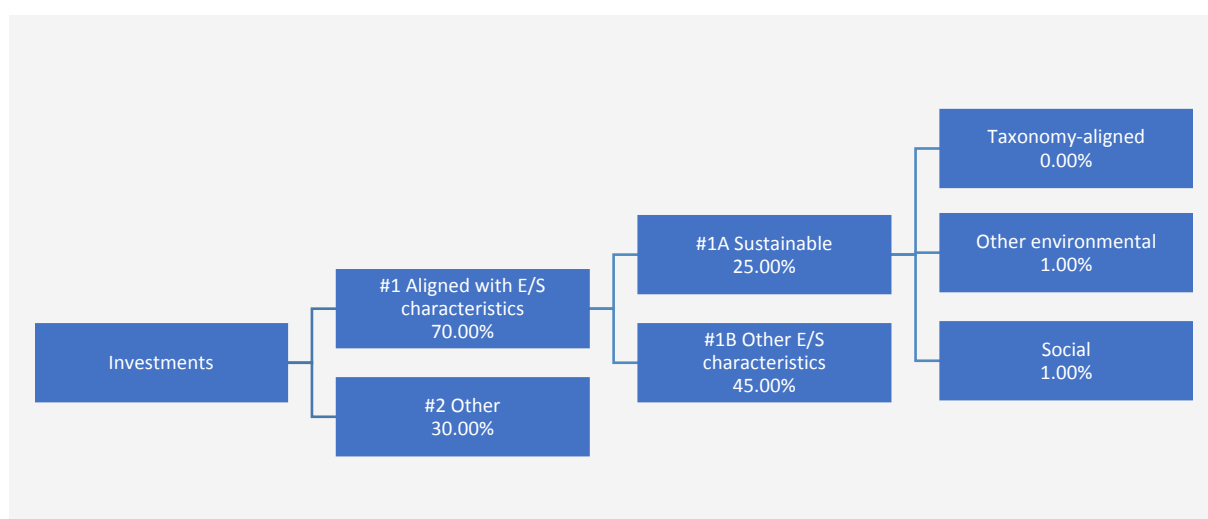 Investments
#1 Aligned with E/S
characteristics
70.00%
#2 Other
30.00%
#1A Sustainable
25.00%
#1B Other E/S
characteristics
45.00%
Taxonomy-aligned
0.00%
Other environmental
1.00%
Social
1.00%